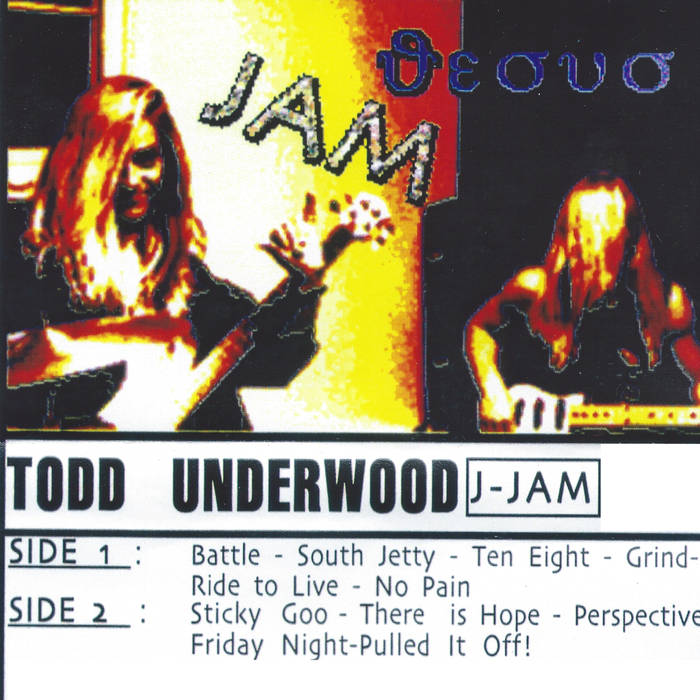 JAM
ϑεσυσ
TODD UNDERWOOD J-JAM
SIDE 1 : Battle - South Jetty - Ten Eight - Grind-
Ride to Live - No Pain
SIDE 2 : Sticky Goo - There is Hope - Perspective
Friday Night-Pulled It Off!